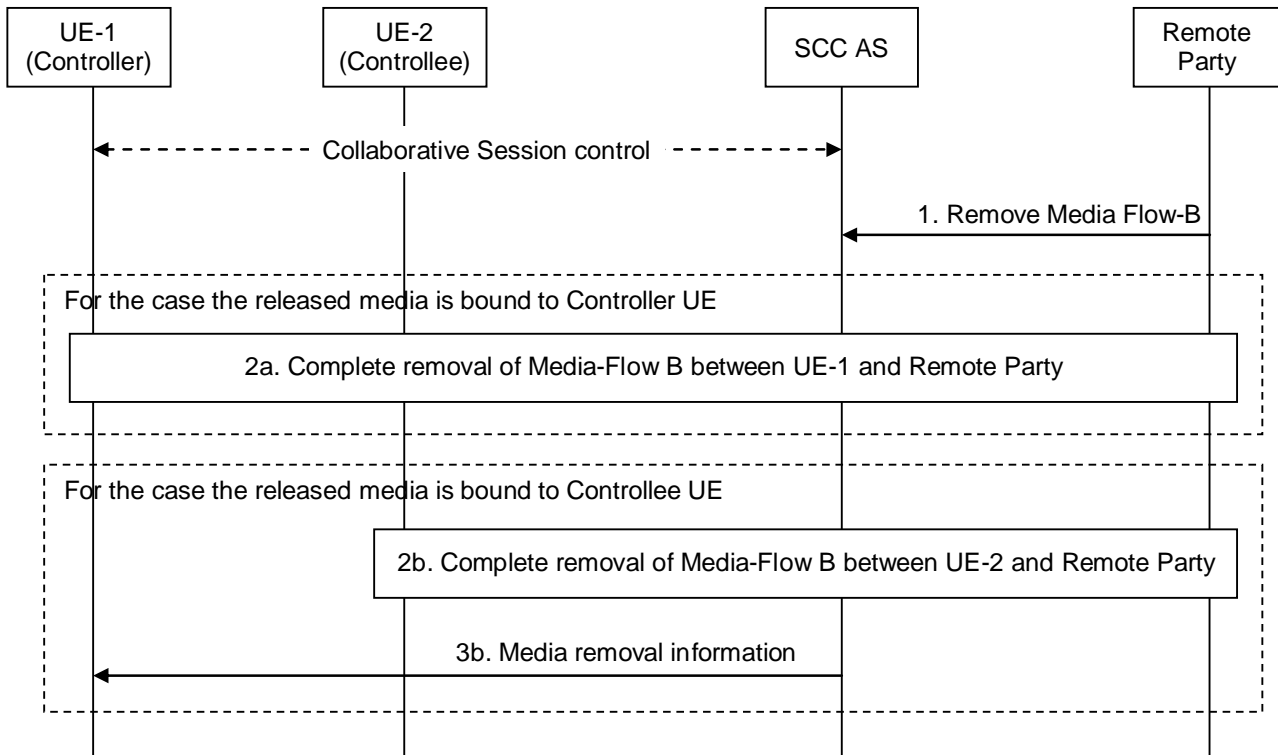 UE-1
(Controller)
UE-2
(Controllee)
SCC AS
Remote
Party
Collaborative Session control
1. Remove Media Flow-B
For the case the released media is bound to Controller UE
2a. Complete removal of Media-Flow B between UE-1 and Remote Party
For the case the released media is bound to Controllee UE
2b. Complete removal of Media-Flow B between UE-2 and Remote Party
3b. Media removal information